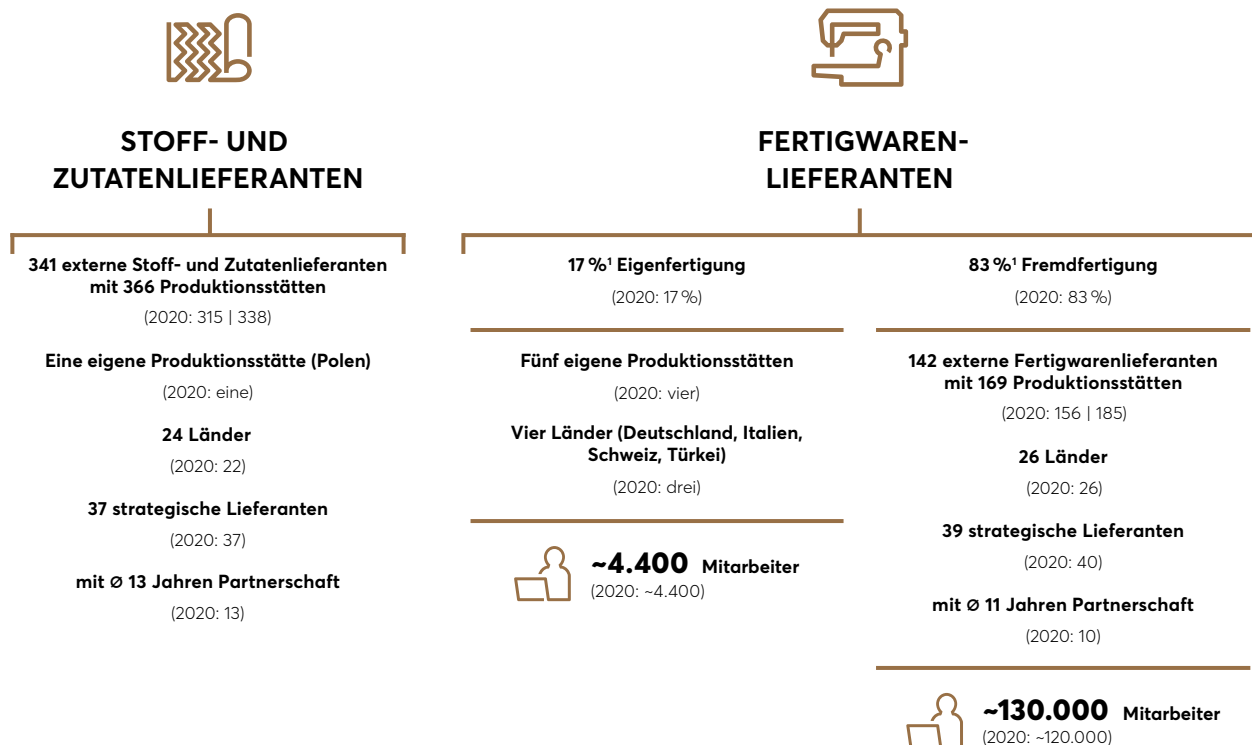 STOFF- UND
ZUTATENLIEFERANTEN
341 externe Stoff- und Zutatenlieferanten
mit 366 Produktionsstätten
(2020: 315 | 338)
Eine eigene Produktionsstätte (Polen)
(2020: eine)
24 Länder
(2020: 22)
37 strategische Lieferanten
(2020: 37)
mit Ø 13 Jahren Partnerschaft
(2020: 13)
FERTIGWAREN-
LIEFERANTEN
17 %¹ Eigenfertigung
(2020: 17 %)
Fünf eigene Produktionsstätten
(2020: vier)
Vier Länder (Deutschland, Italien,
Schweiz, Türkei)
(2020: drei)
~4.400 Mitarbeiter
(2020: ~4.400)
83 %¹ Fremdfertigung
(2020: 83 %)
142 externe Fertigwarenlieferanten
mit 169 Produktionsstätten
(2020: 156 | 185)
26 Länder
(2020: 26)
39 strategische Lieferanten
(2020: 40)
mit Ø 11 Jahren Partnerschaft
(2020: 10)
~130.000 Mitarbeiter
(2020: ~120.000)